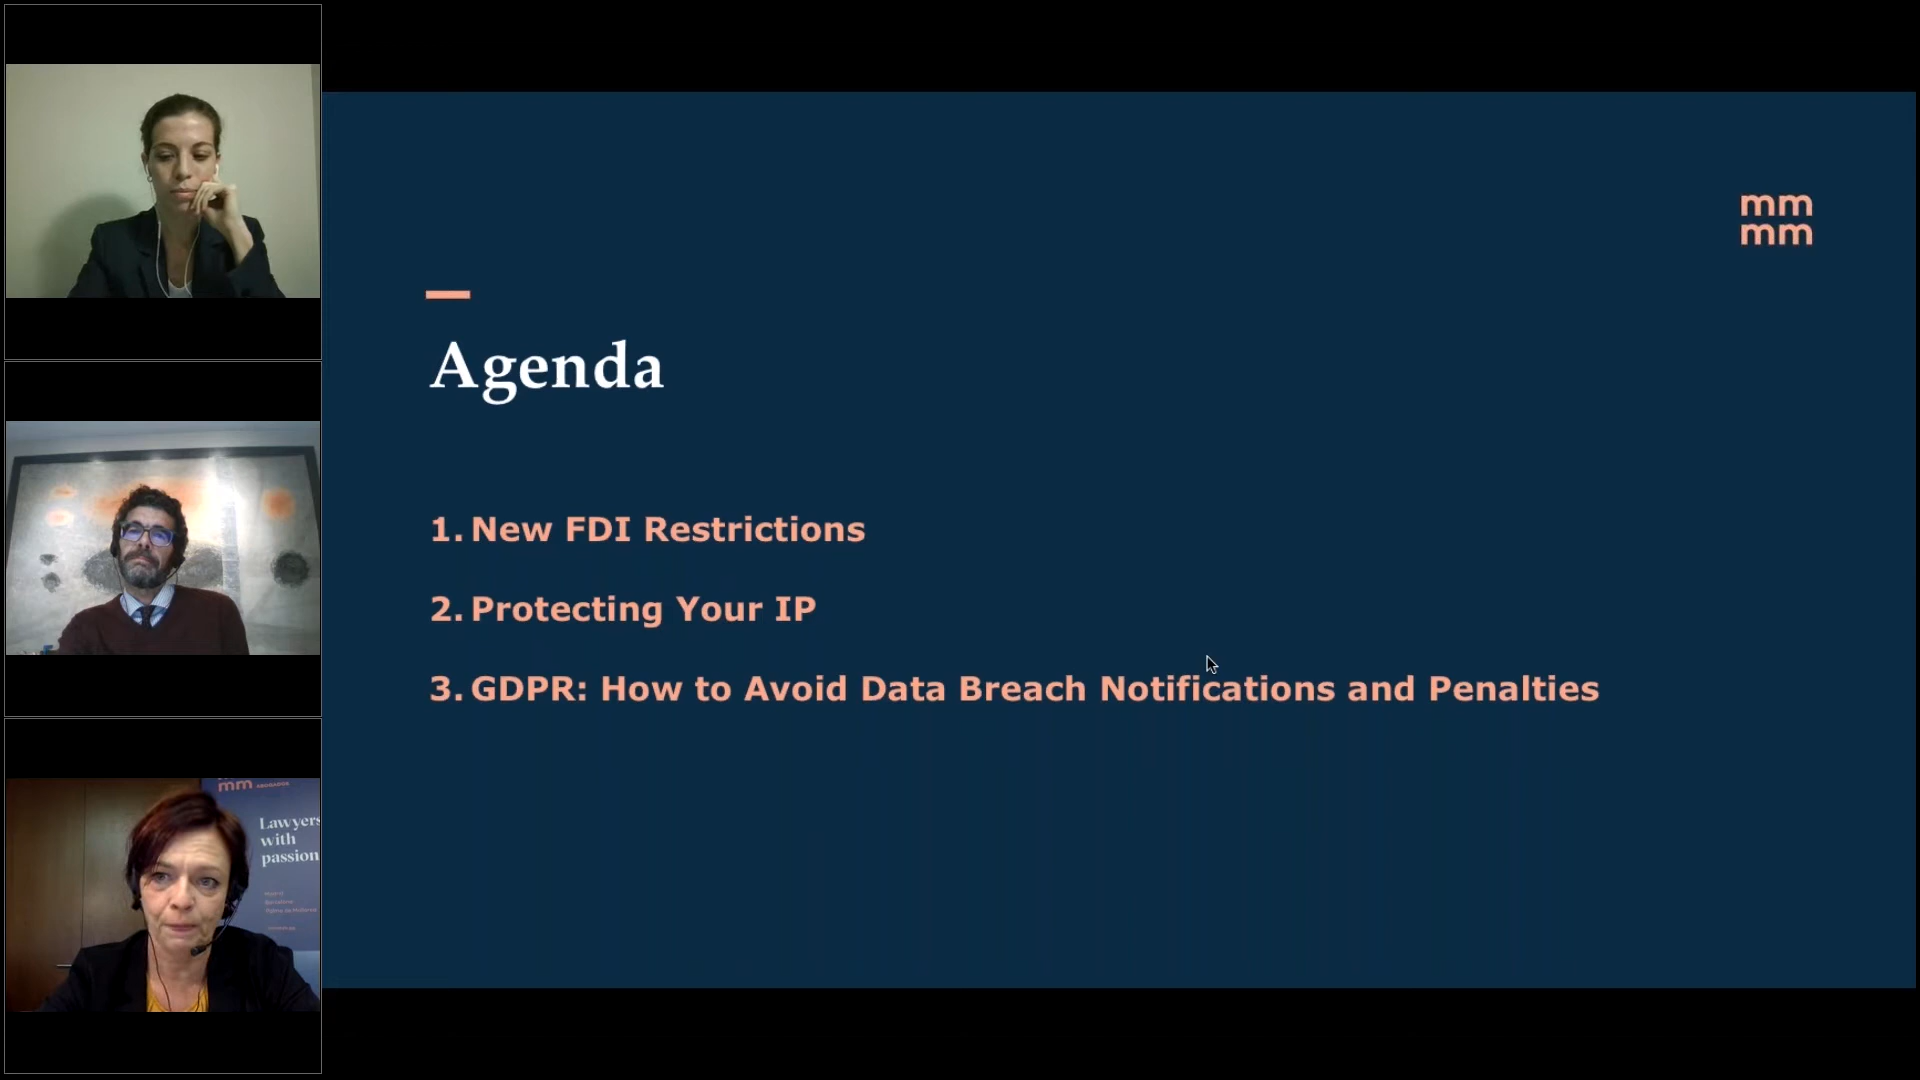 mm
mm
Agenda
1. New FDI Restrictions
2. Protecting Your IP
3. GDPR: How to Avoid Data Breach Notifications and Penalties
mm ABOGADOS
Lawyers
with
passion